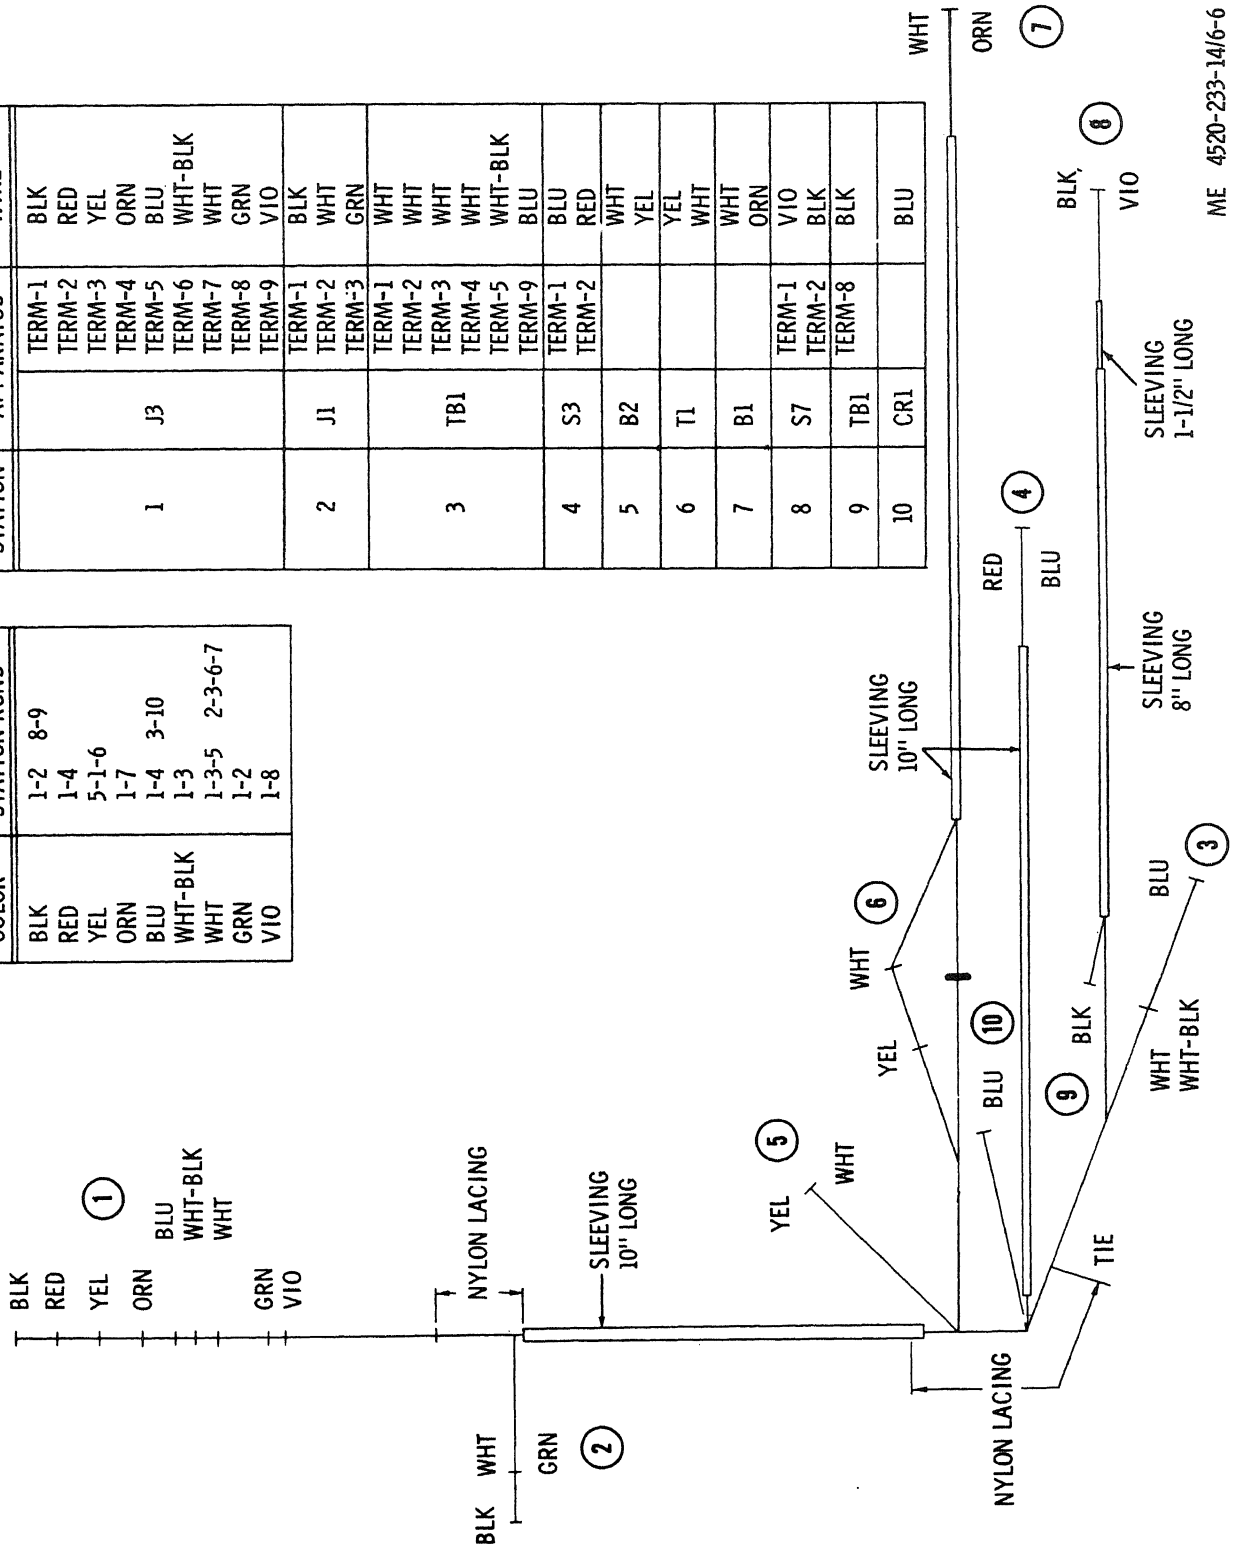 COLOR STATION RUNS
BLK 1-2 8-9
RED 1-4
YEL 5-1-6
ORN 1-7
BLU 1-4 3-10
WHT-BLK 1-3
WHT 1-3-5 2-3-6-7
GRN 1-2
VIO 1-8
STATION APPARATUS WIRE
1 J3 TERM-1 BLK
TERM-2 RED
TERM-3 YEL
TERM-4 ORN
TERM-5 BLU
TERM-6 WHT-BLK
TERM-7 WHT
TERM-8 GRN
TERM-9 VIO
2 J1 TERM-1 BLK
TERM-2 WHT
TERM-3 GRN
3 TB1 TERM-1 WHT
TERM-2 WHT
TERM-3 WHT
TERM-4 WHT
TERM-5 WHT-BLK
TERM-9 BLU
4 S3 TERM-1 BLU
TERM-2 RED
5 B2 WHT
YEL
6 T1 YEL
WHT
7 B1 WHT
ORN
8 S7 TERM-1 VIO
TERM-2 BLK
9 TB1 TERM-8 BLK
10 CR1 BLU
BLK
RED
YEL
ORN
1
BLU
WHT-BLK
WHT
GRN
VIO
NYLON LACING
BLK WHT
GRN
2
SLEEVING
10" LONG
YEL
5
WHT
YEL
WHT
6
SLEEVING
10" LONG
WHT
ORN
7
BLU
10
RED
BLU
4
NYLON LACING
TIE
9
BLK
WHT
WHT-BLK
BLU
3
SLEEVING
8" LONG
SLEEVING
1-1/2" LONG
BLK,
VIO
8
ME 4520-233-14/6-6